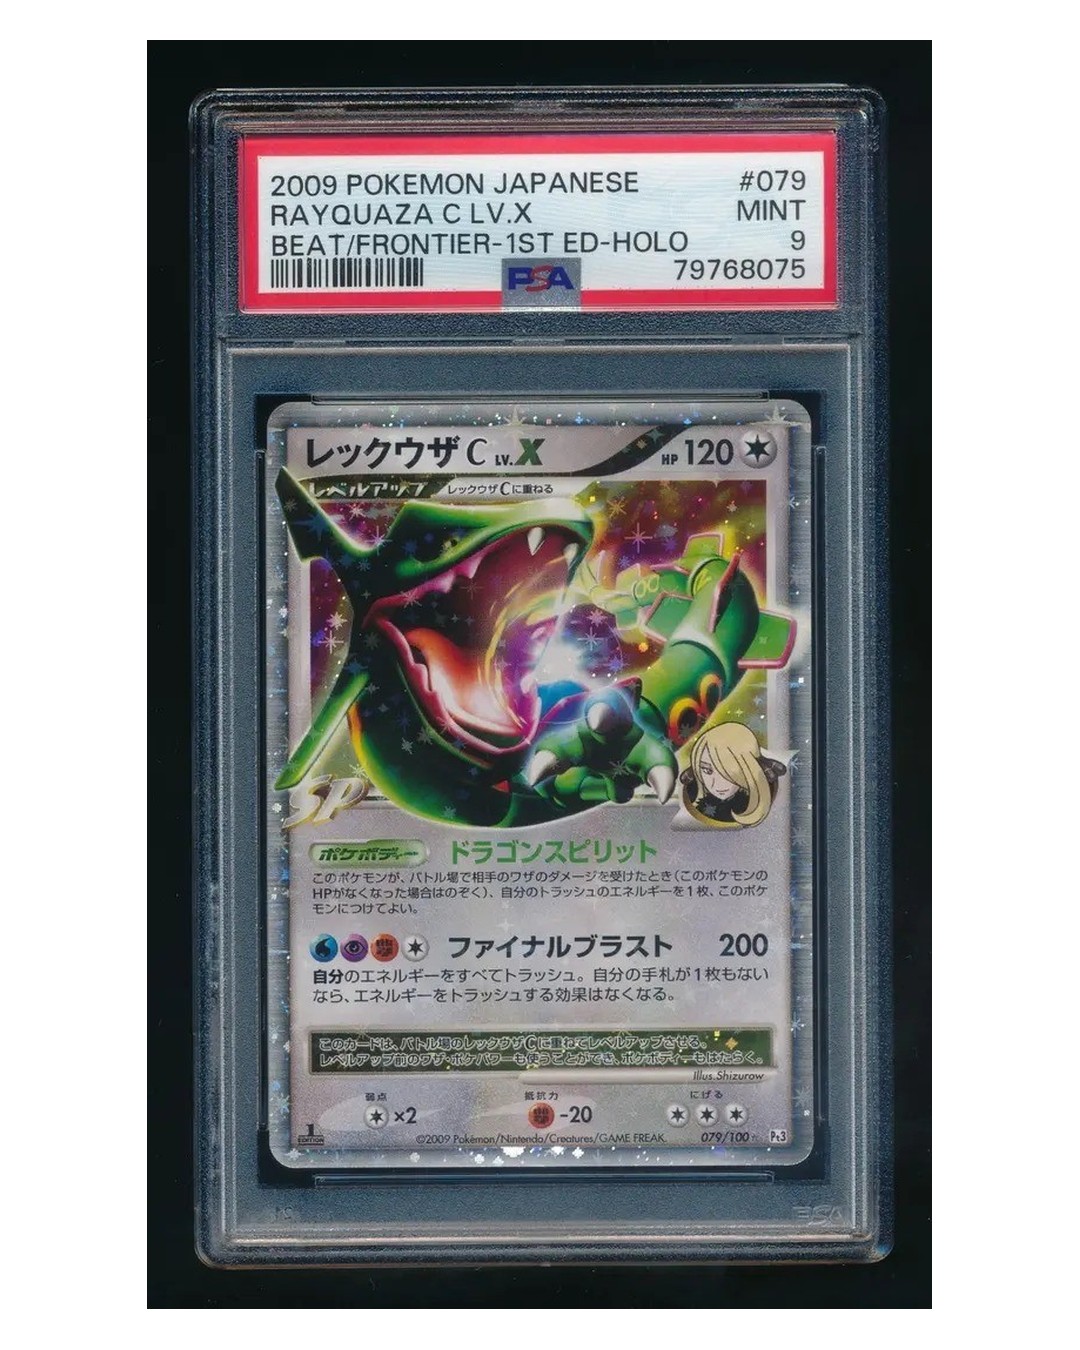 2009 POKEMON JAPANESE #079
RAYQUAZA C LV.X MINT
BEAT/FRONTIER-1ST ED-HOLO 9
PSA 79768075
レックウザ C LV.X HP 120
レベルアップ レックウザCに重ねる
SP
ポケボディー ドラゴンスピリット
このポケモンが、バトル場で相手のワザのダメージを受けたとき(このポケモンの
HPがなくなった場合はのぞく)、自分のトラッシュのエネルギーを1枚、このポケ
モンにつけてよい。
ファイナルブラスト 200
自分のエネルギーをすべてトラッシュ。自分の手札が1枚もない
なら、エネルギーをトラッシュする効果はなくなる。
このカードは、バトル場のレックウザCに重ねてレベルアップさせる。
レベルアップ前のワザ・ポケパワーも使うことができ、ポケボディーもはたらく。
Illus.Shizurow
弱点 抵抗力 にげる
×2 -20
1 EDITION ©2009 Pokémon/Nintendo/Creatures/GAME FREAK. 079/100 Pt3
PSA